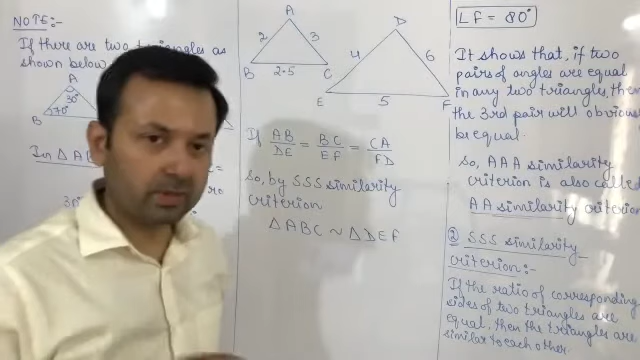 NOTE:-
If there are two triangles as
shown below
A
30°
B 70°
In ΔAB
30°
A
2 3
B 2.5 C
D
4 6
E 5 F
If AB/DE = BC/EF = CA/FD
So, by SSS similarity
criterion
ΔABC ~ ΔDEF
LF = 80°
It shows that, if two
pairs of angles are equal
in any two triangles, then
the 3rd pair will obviously
be equal.
So, AAA similarity
criterion is also called
AA similarity criterion
② SSS similarity
criterion:-
If the ratio of corresponding
sides of two triangles are
equal, then the triangles are
similar to each other.